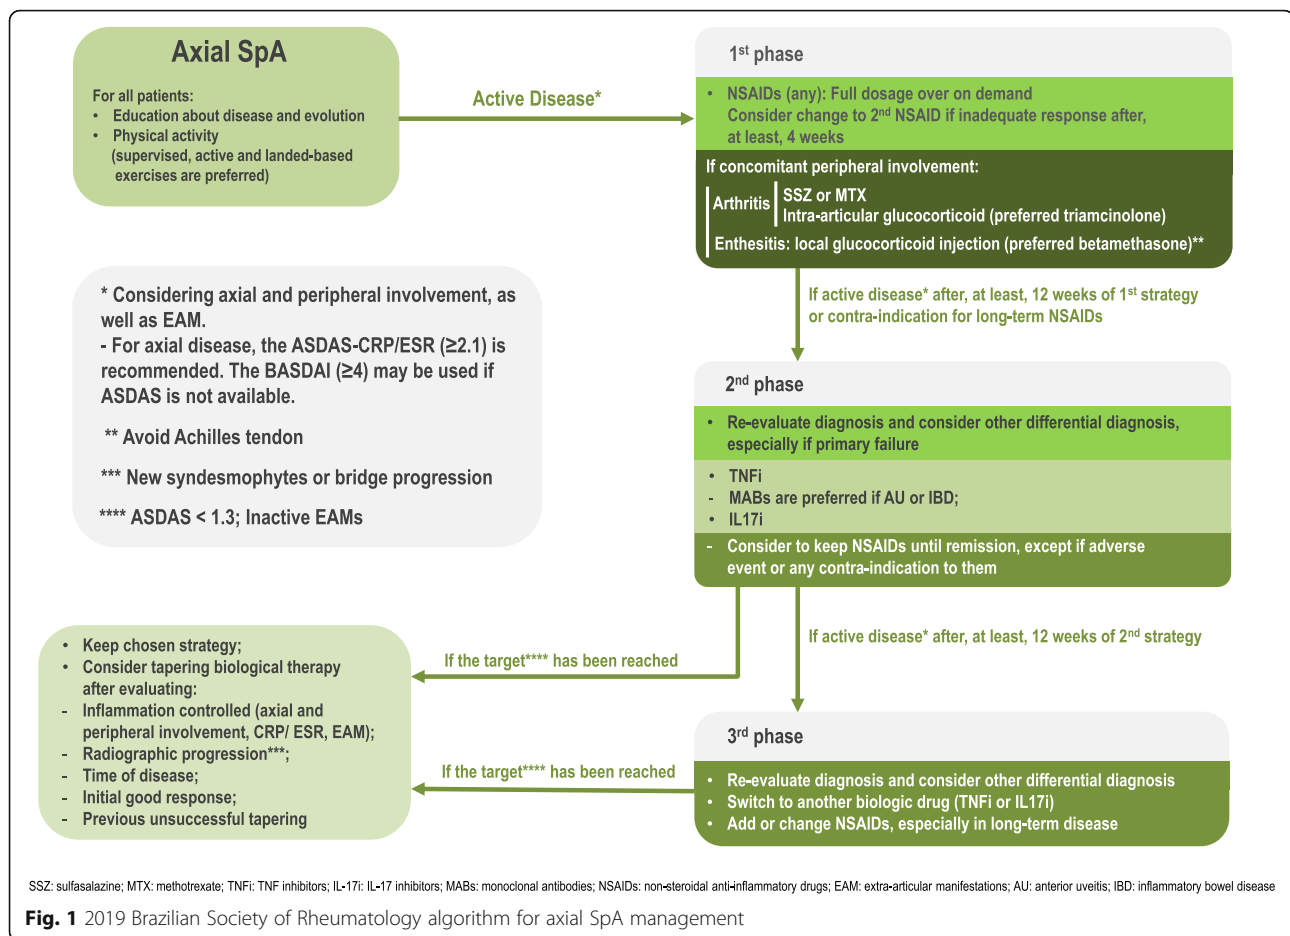 Axial SpA
For all patients:
• Education about disease and evolution
• Physical activity
(supervised, active and landed-based
exercises are preferred)
Active Disease*
1st phase
• NSAIDs (any): Full dosage over on demand
Consider change to 2nd NSAID if inadequate response after,
at least, 4 weeks
If concomitant peripheral involvement:
Arthritis
SSZ or MTX
Intra-articular glucocorticoid (preferred triamcinolone)
Enthesitis: local glucocorticoid injection (preferred betamethasone)**
* Considering axial and peripheral involvement, as
well as EAM.
- For axial disease, the ASDAS-CRP/ESR (≥2.1) is
recommended. The BASDAI (≥4) may be used if
ASDAS is not available.
** Avoid Achilles tendon
*** New syndesmophytes or bridge progression
**** ASDAS < 1.3; Inactive EAMs
If active disease* after, at least, 12 weeks of 1st strategy
or contra-indication for long-term NSAIDs
2nd phase
• Re-evaluate diagnosis and consider other differential diagnosis,
especially if primary failure
• TNFi
- MABs are preferred if AU or IBD;
• IL17i
- Consider to keep NSAIDs until remission, except if adverse
event or any contra-indication to them
If active disease* after, at least, 12 weeks of 2nd strategy
If the target**** has been reached
• Keep chosen strategy;
• Consider tapering biological therapy
after evaluating:
- Inflammation controlled (axial and
peripheral involvement, CRP/ ESR, EAM);
- Radiographic progression***;
- Time of disease;
- Initial good response;
- Previous unsuccessful tapering
If the target**** has been reached
3rd phase
• Re-evaluate diagnosis and consider other differential diagnosis
• Switch to another biologic drug (TNFi or IL17i)
• Add or change NSAIDs, especially in long-term disease
SSZ: sulfasalazine; MTX: methotrexate; TNFi: TNF inhibitors; IL-17i: IL-17 inhibitors; MABs: monoclonal antibodies; NSAIDs: non-steroidal anti-inflammatory drugs; EAM: extra-articular manifestations; AU: anterior uveitis; IBD: inflammatory bowel disease
Fig. 1 2019 Brazilian Society of Rheumatology algorithm for axial SpA management